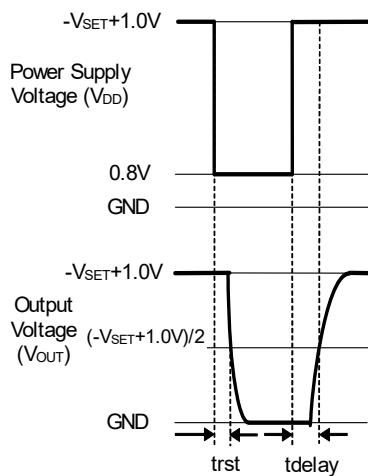 -VSET+1.0V
Power Supply
Voltage (VDD)
0.8V
GND
-VSET+1.0V
Output
Voltage
(VOUT)
(-VSET+1.0V)/2
GND
trst
tdelay